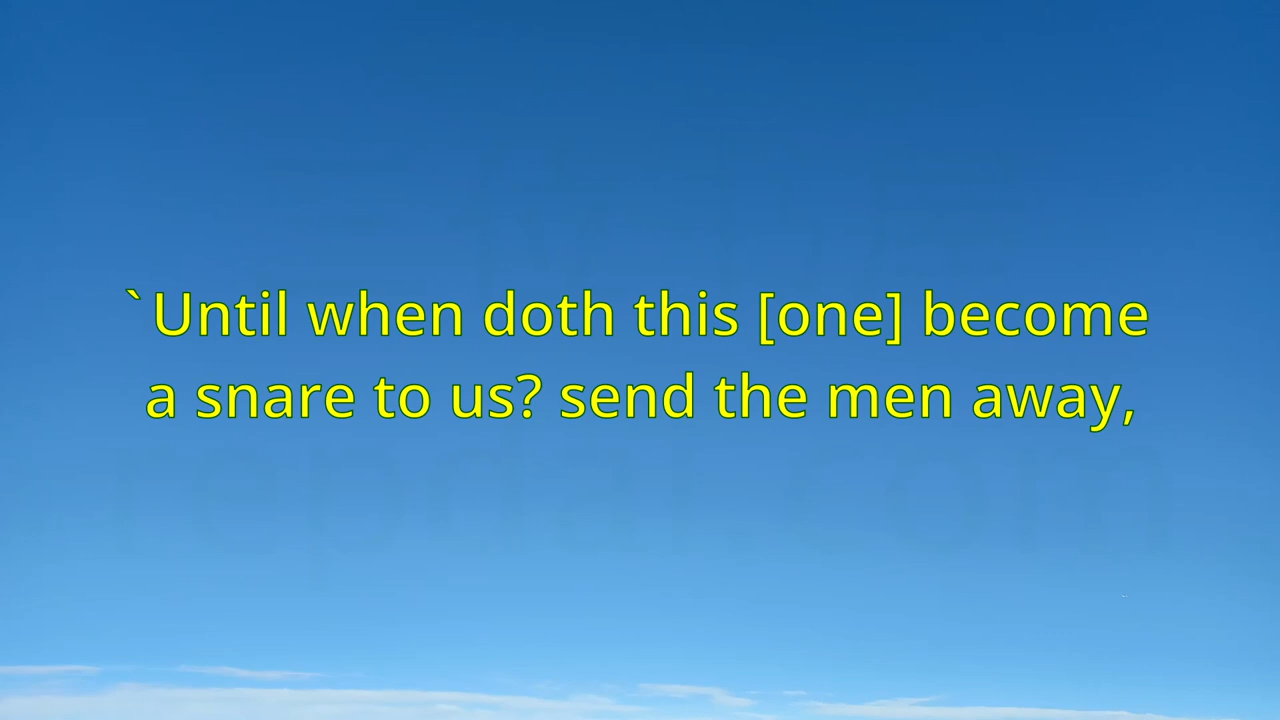 `Until when doth this [one] become
a snare to us? send the men away,